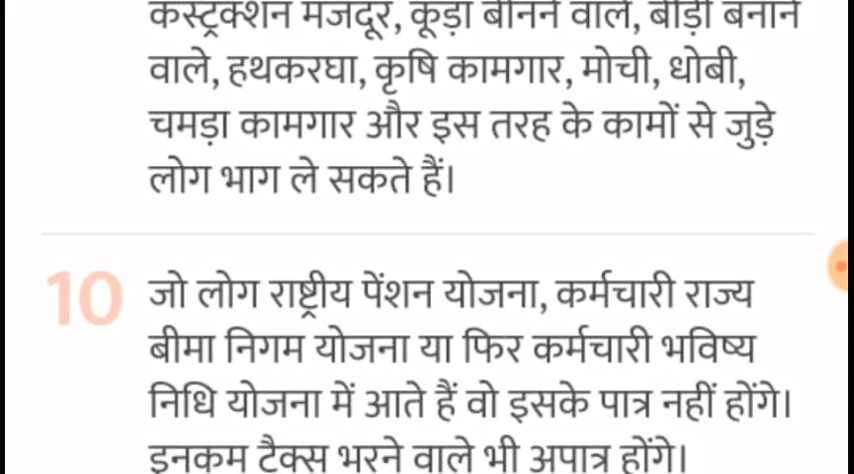 कंस्ट्रक्शन मजदूर, कूड़ा बीनने वाले, बीड़ी बनाने
वाले, हथकरघा, कृषि कामगार, मोची, धोबी,
चमड़ा कामगार और इस तरह के कामों से जुड़े
लोग भाग ले सकते हैं।
10 जो लोग राष्ट्रीय पेंशन योजना, कर्मचारी राज्य
बीमा निगम योजना या फिर कर्मचारी भविष्य
निधि योजना में आते हैं वो इसके पात्र नहीं होंगे।
इनकम टैक्स भरने वाले भी अपात्र होंगे।